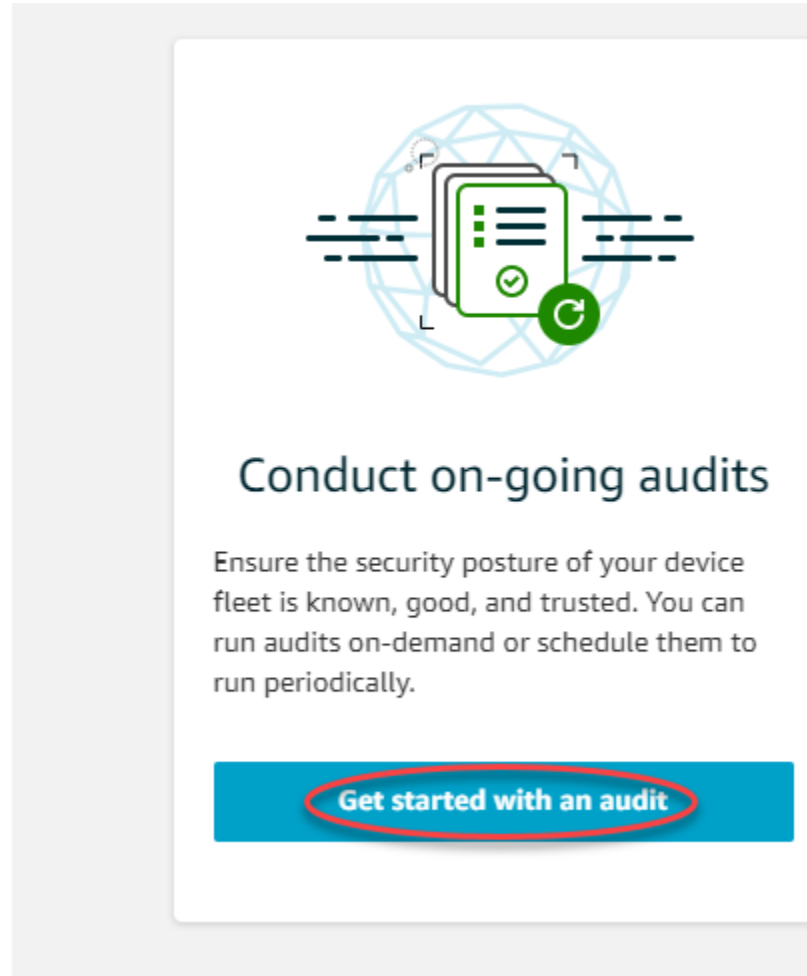 Conduct on-going audits
Ensure the security posture of your device
fleet is known, good, and trusted. You can
run audits on-demand or schedule them to
run periodically.
Get started with an audit